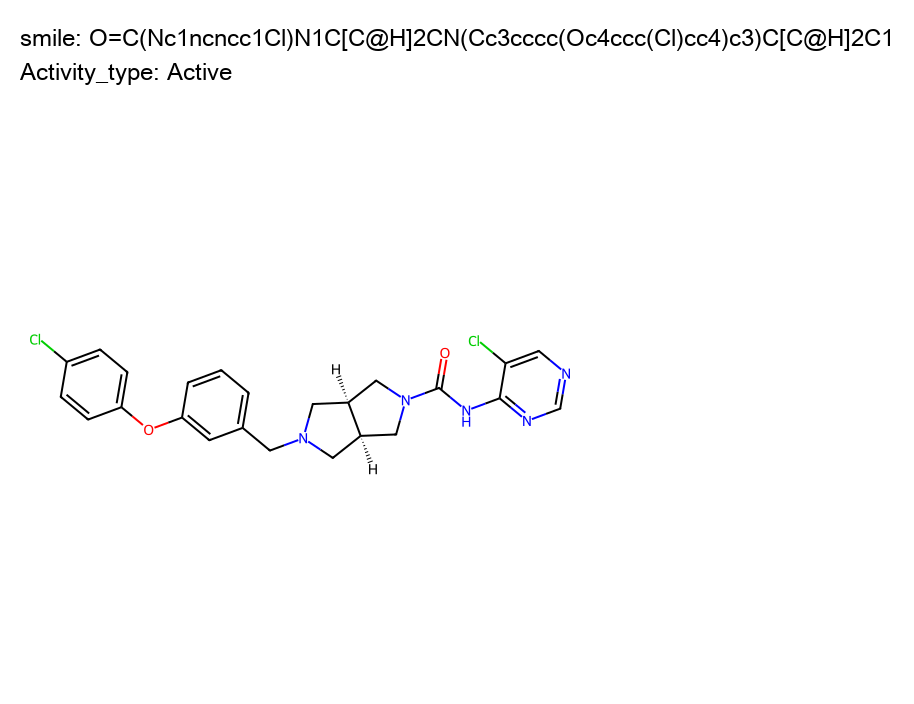 smile: O=C(Nc1ncncc1Cl)N1C[C@H]2CN(Cc3cccc(Oc4ccc(Cl)cc4)c3)C[C@H]2C1
Activity_type: Active
Cl
O
N
H
H
N
O
N
H
Cl
N
N